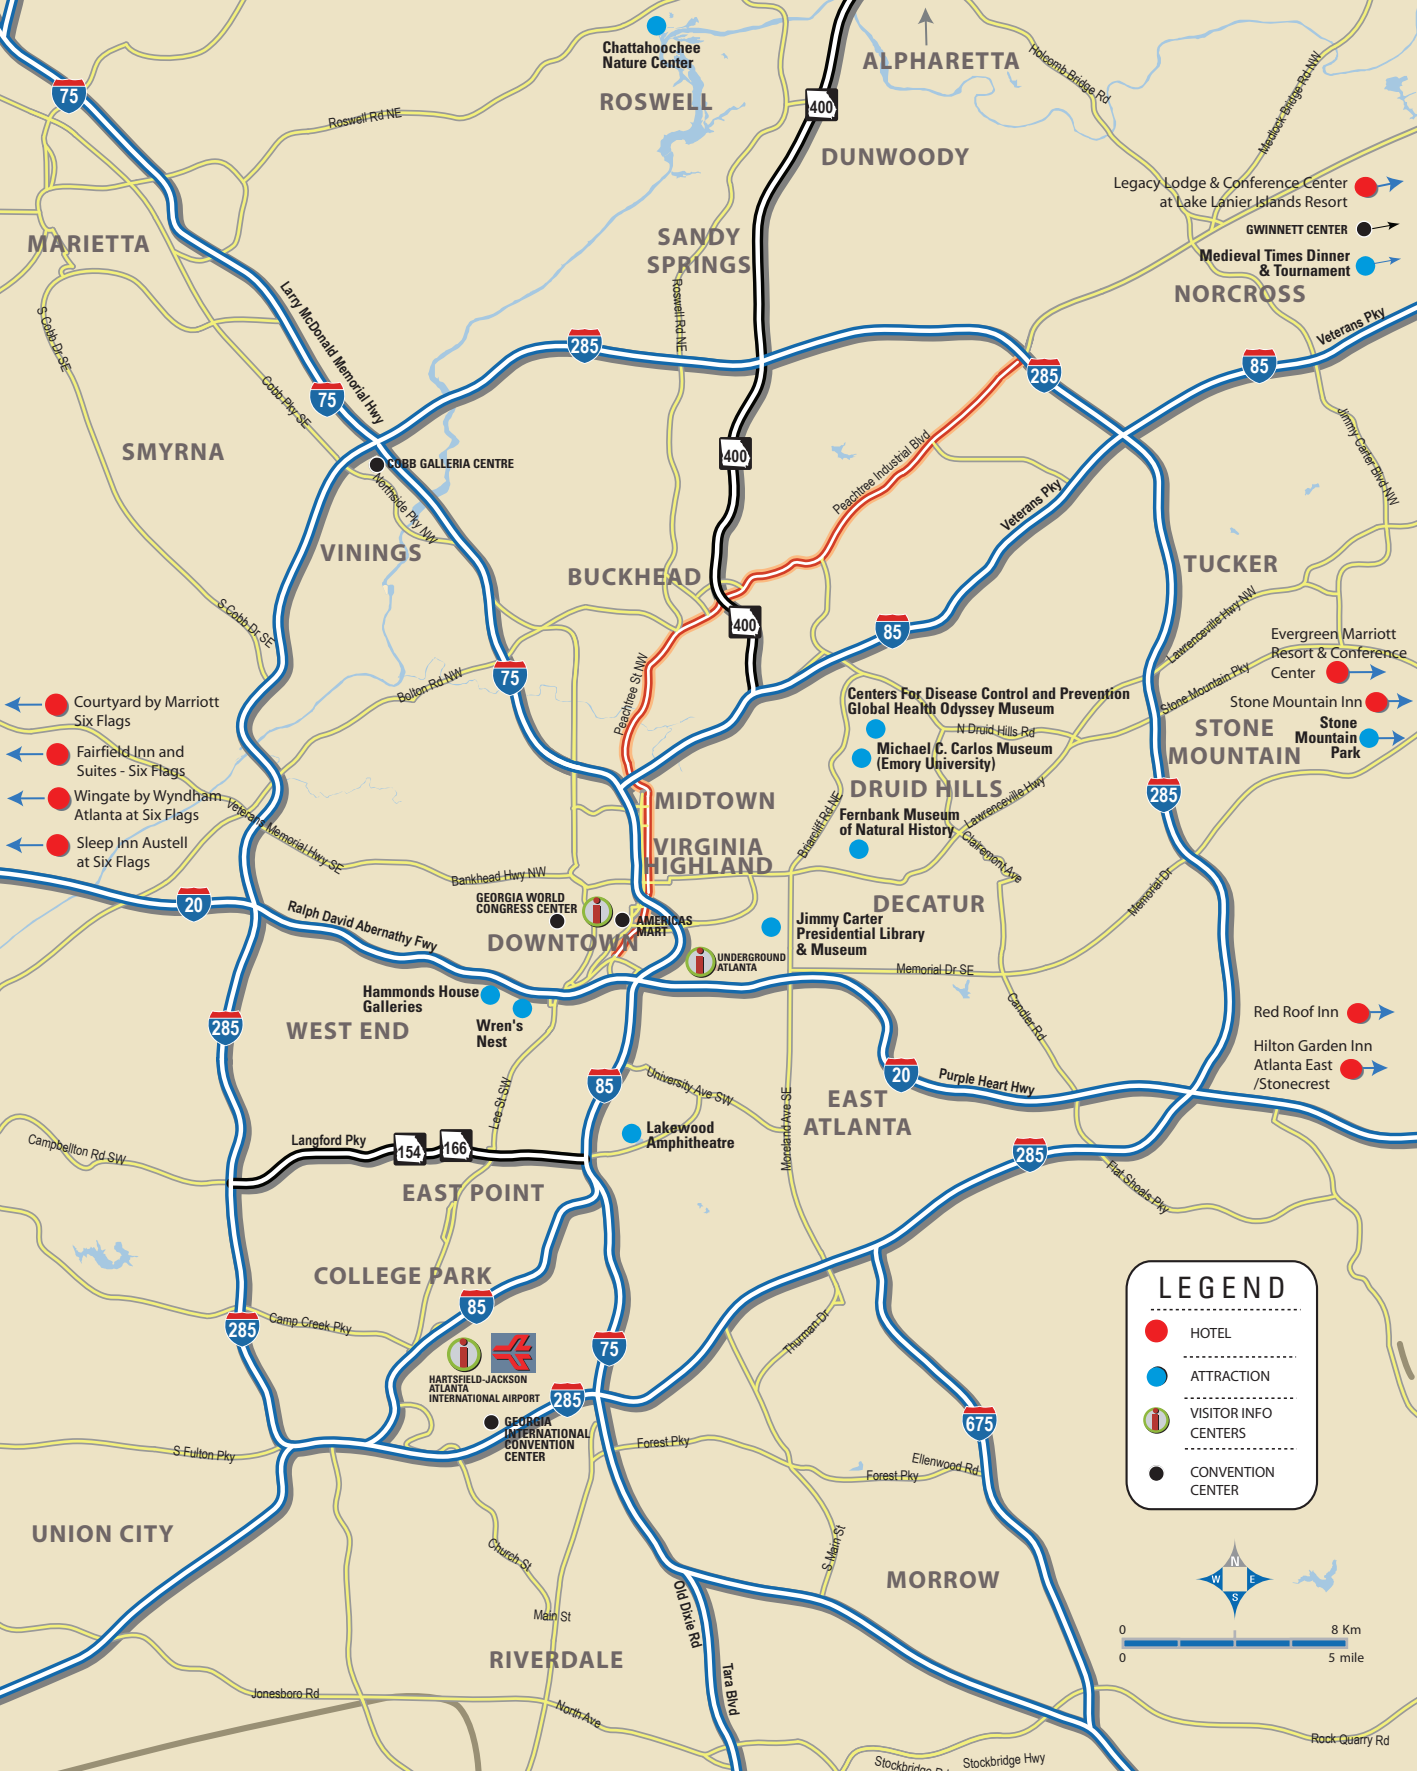 Chattahoochee
Nature Center
ALPHARETTA
Holcomb Bridge Rd
Medlock Bridge Rd NW
75
ROSWELL
400
Roswell Rd NE
DUNWOODY
Legacy Lodge & Conference Center
at Lake Lanier Islands Resort
GWINNETT CENTER
MARIETTA
SANDY
SPRINGS
Medieval Times Dinner
& Tournament
NORCROSS
Larry McDonald Memorial Hwy
Roswell Rd NE
S Cobb Dr SE
285
Veterans Pky
285
85
75
Cobb Pky SE
Jimmy Carter Blvd NW
SMYRNA
400
Peachtree Industrial Blvd
COBB GALLERIA CENTRE
Northside Pky NW
Veterans Pky
VININGS
TUCKER
BUCKHEAD
S Cobb Dr SE
400
85
Lawrenceville Hwy NW
Evergreen Marriott
Resort & Conference
Center
75
Bolton Rd NW
Peachtree St NW
Stone Mountain Pky
Courtyard by Marriott
Six Flags
Centers For Disease Control and Prevention
Global Health Odyssey Museum
Stone Mountain Inn
N Druid Hills Rd
STONE
MOUNTAIN
Stone
Mountain
Park
Fairfield Inn and
Suites - Six Flags
Michael C. Carlos Museum
(Emory University)
Wingate by Wyndham
Atlanta at Six Flags
MIDTOWN
DRUID HILLS
285
Veterans Memorial Hwy SE
Briarcliff Rd NE
Fernbank Museum
of Natural History
Lawrenceville Hwy
Sleep Inn Austell
at Six Flags
VIRGINIA
HIGHLAND
Clairemont Ave
Bankhead Hwy NW
Memorial Dr
20
GEORGIA WORLD
CONGRESS CENTER
DECATUR
Ralph David Abernathy Fwy
AMERICAS
MART
Jimmy Carter
Presidential Library
& Museum
DOWNTOWN
UNDERGROUND
ATLANTA
Memorial Dr SE
Hammonds House
Galleries
Candler Rd
285
WEST END
Wren's
Nest
Red Roof Inn
Hilton Garden Inn
Atlanta East
/Stonecrest
85
University Ave SW
20
Purple Heart Hwy
Lee St SW
Moreland Ave SE
EAST
ATLANTA
Lakewood
Amphitheatre
Campbellton Rd SW
Langford Pky
154
166
285
Flat Shoals Pky
EAST POINT
COLLEGE PARK
85
285
Camp Creek Pky
75
Thurman Dr
HARTSFIELD-JACKSON
ATLANTA
INTERNATIONAL AIRPORT
285
675
GEORGIA
INTERNATIONAL
CONVENTION
CENTER
LEGEND
HOTEL
ATTRACTION
VISITOR INFO
CENTERS
CONVENTION
CENTER
S Fulton Pky
Forest Pky
Forest Pky
Ellenwood Rd
UNION CITY
Church St
S Main St
MORROW
N
W
E
S
Old Dixie Rd
Main St
0
8 Km
0
5 mile
RIVERDALE
Tara Blvd
Jonesboro Rd
North Ave
Rock Quarry Rd
Stockbridge
Stockbridge Hwy